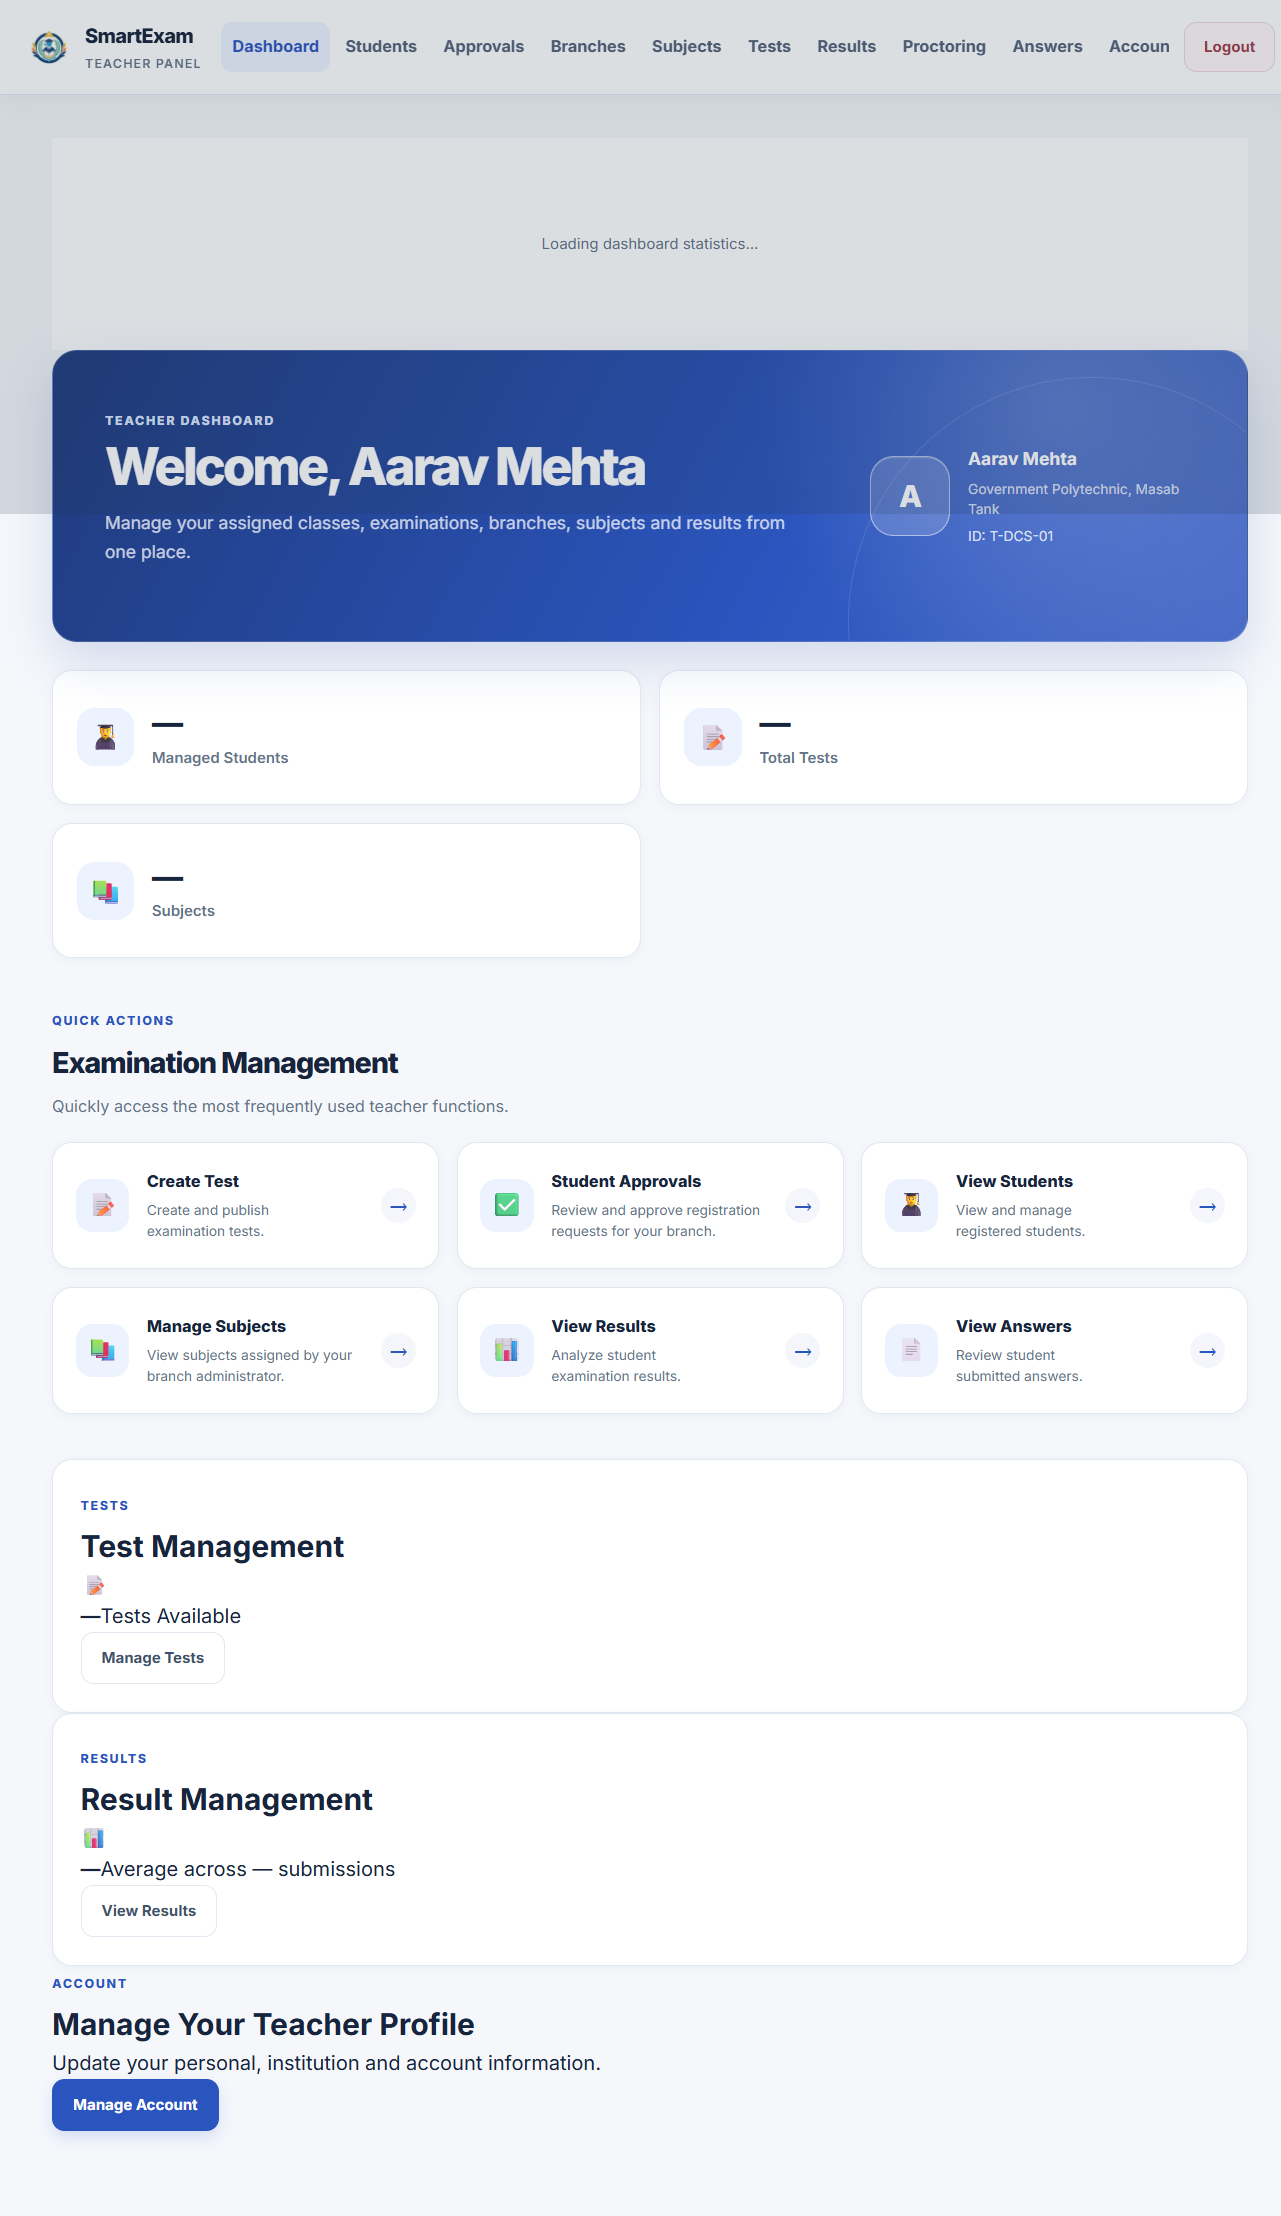 SmartExam
TEACHER PANEL
Dashboard
Students
Approvals
Branches
Subjects
Tests
Results
Proctoring
Answers
Accoun
Logout
Loading dashboard statistics...
TEACHER DASHBOARD
Welcome, Aarav Mehta
Manage your assigned classes, examinations, branches, subjects and results from
one place.
A
Aarav Mehta
Government Polytechnic, Masab
Tank
ID: T-DCS-01
—
Managed Students
—
Total Tests
—
Subjects
QUICK ACTIONS
Examination Management
Quickly access the most frequently used teacher functions.
Create Test
Create and publish
examination tests.
→
Student Approvals
Review and approve registration
requests for your branch.
→
View Students
View and manage
registered students.
→
Manage Subjects
View subjects assigned by your
branch administrator.
→
View Results
Analyze student
examination results.
→
View Answers
Review student
submitted answers.
→
TESTS
Test Management
—Tests Available
Manage Tests
RESULTS
Result Management
—Average across — submissions
View Results
ACCOUNT
Manage Your Teacher Profile
Update your personal, institution and account information.
Manage Account